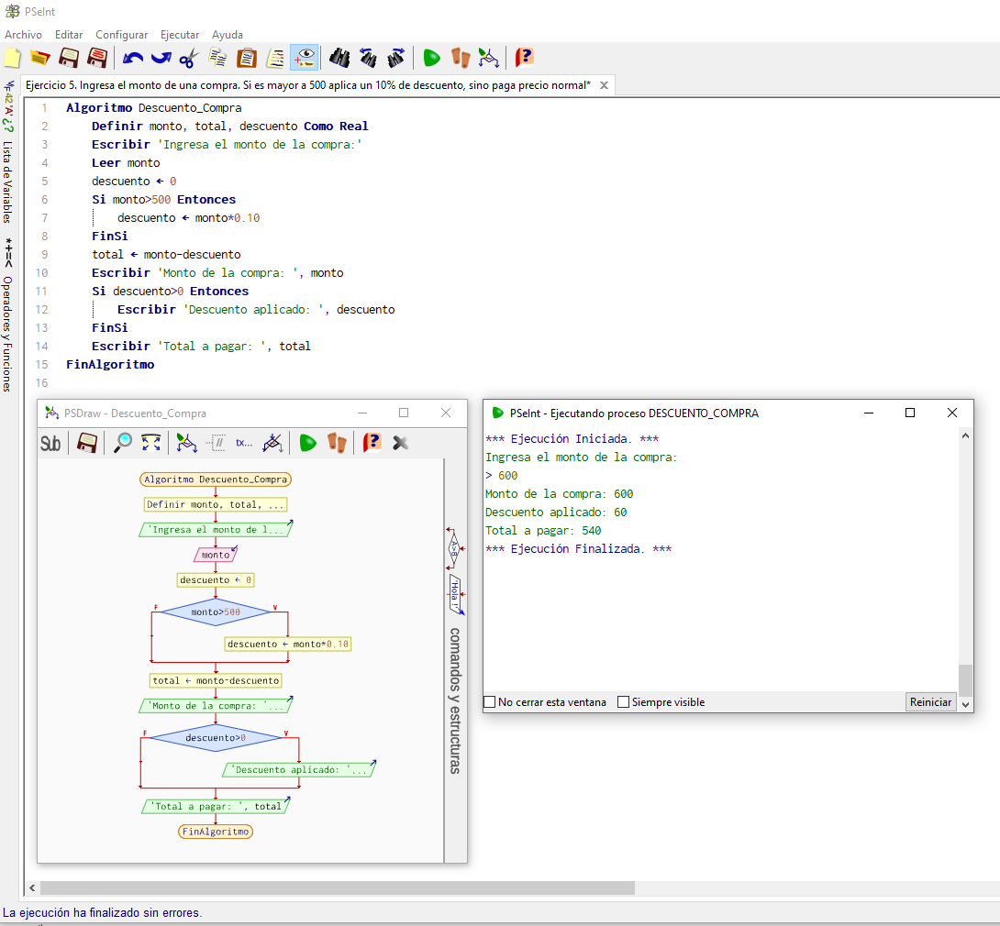 PSeInt
Archivo Editar Configurar Ejecutar Ayuda
Ejercicio 5. Ingresa el monto de una compra. Si es mayor a 500 aplica un 10% de descuento, sino paga precio normal*
42 'A' ¿?
Lista de Variables
*+=<
Operadores y Funciones
1 Algoritmo Descuento_Compra
2 Definir monto, total, descuento Como Real
3 Escribir 'Ingresa el monto de la compra:'
4 Leer monto
5 descuento ← 0
6 Si monto>500 Entonces
7 descuento ← monto*0.10
8 FinSi
9 total ← monto-descuento
10 Escribir 'Monto de la compra: ', monto
11 Si descuento>0 Entonces
12 Escribir 'Descuento aplicado: ', descuento
13 FinSi
14 Escribir 'Total a pagar: ', total
15 FinAlgoritmo
16
PSDraw - Descuento_Compra
Sub // tx...
Algoritmo Descuento_Compra
Definir monto, total, ...
'Ingresa el monto de l...
monto
descuento ← 0
F monto>500 V
descuento ← monto*0.10
total ← monto-descuento
'Monto de la compra: '...
F descuento>0 V
'Descuento aplicado: '...
'Total a pagar: ', total
FinAlgoritmo
A>B
'Hola !'
comandos y estructuras
PSeInt - Ejecutando proceso DESCUENTO_COMPRA
*** Ejecución Iniciada. ***
Ingresa el monto de la compra:
> 600
Monto de la compra: 600
Descuento aplicado: 60
Total a pagar: 540
*** Ejecución Finalizada. ***
No cerrar esta ventana Siempre visible Reiniciar
La ejecución ha finalizado sin errores.